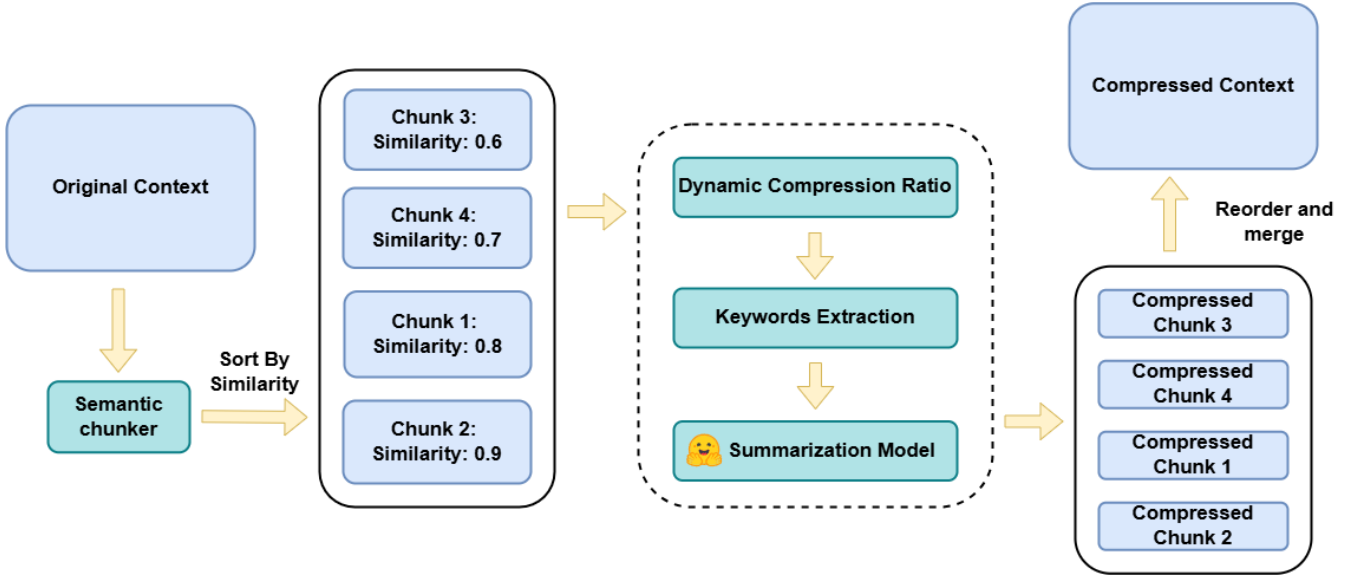 Original Context
Semantic
chunker
Sort By
Similarity
Chunk 3:
Similarity: 0.6
Chunk 4:
Similarity: 0.7
Chunk 1:
Similarity: 0.8
Chunk 2:
Similarity: 0.9
Dynamic Compression Ratio
Keywords Extraction
Summarization Model
Compressed
Chunk 3
Compressed
Chunk 4
Compressed
Chunk 1
Compressed
Chunk 2
Reorder and
merge
Compressed Context